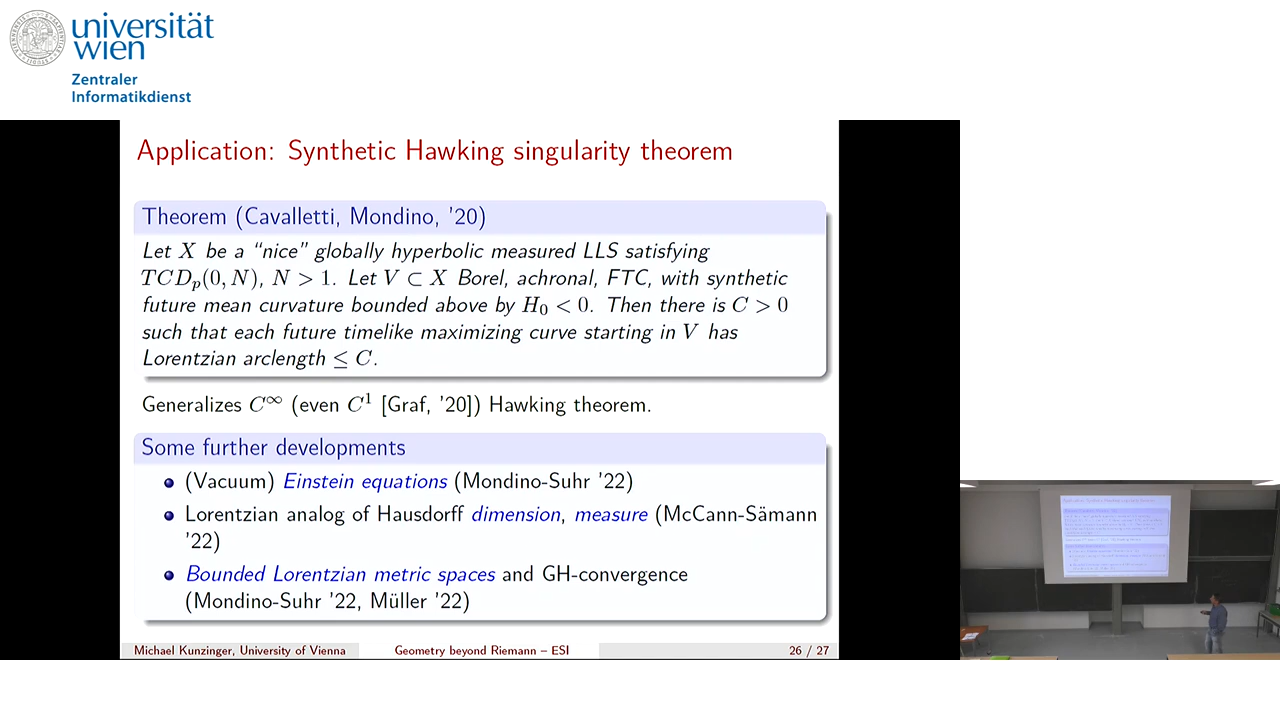 universität
wien
Zentraler
Informatikdienst
Application: Synthetic Hawking singularity theorem
Theorem (Cavalletti, Mondino, '20)
Let X be a “nice” globally hyperbolic measured LLS satisfying
TCDₚ(0, N), N > 1. Let V ⊂ X Borel, achronal, FTC, with synthetic
future mean curvature bounded above by H₀ < 0. Then there is C > 0
such that each future timelike maximizing curve starting in V has
Lorentzian arclength ≤ C.
Generalizes C^∞ (even C¹ [Graf, '20]) Hawking theorem.
Some further developments
(Vacuum) Einstein equations (Mondino-Suhr '22)
Lorentzian analog of Hausdorff dimension, measure (McCann-Sämann
'22)
Bounded Lorentzian metric spaces and GH-convergence
(Mondino-Suhr '22, Müller '22)
Michael Kunzinger, University of Vienna
Geometry beyond Riemann – ESI
26 / 27